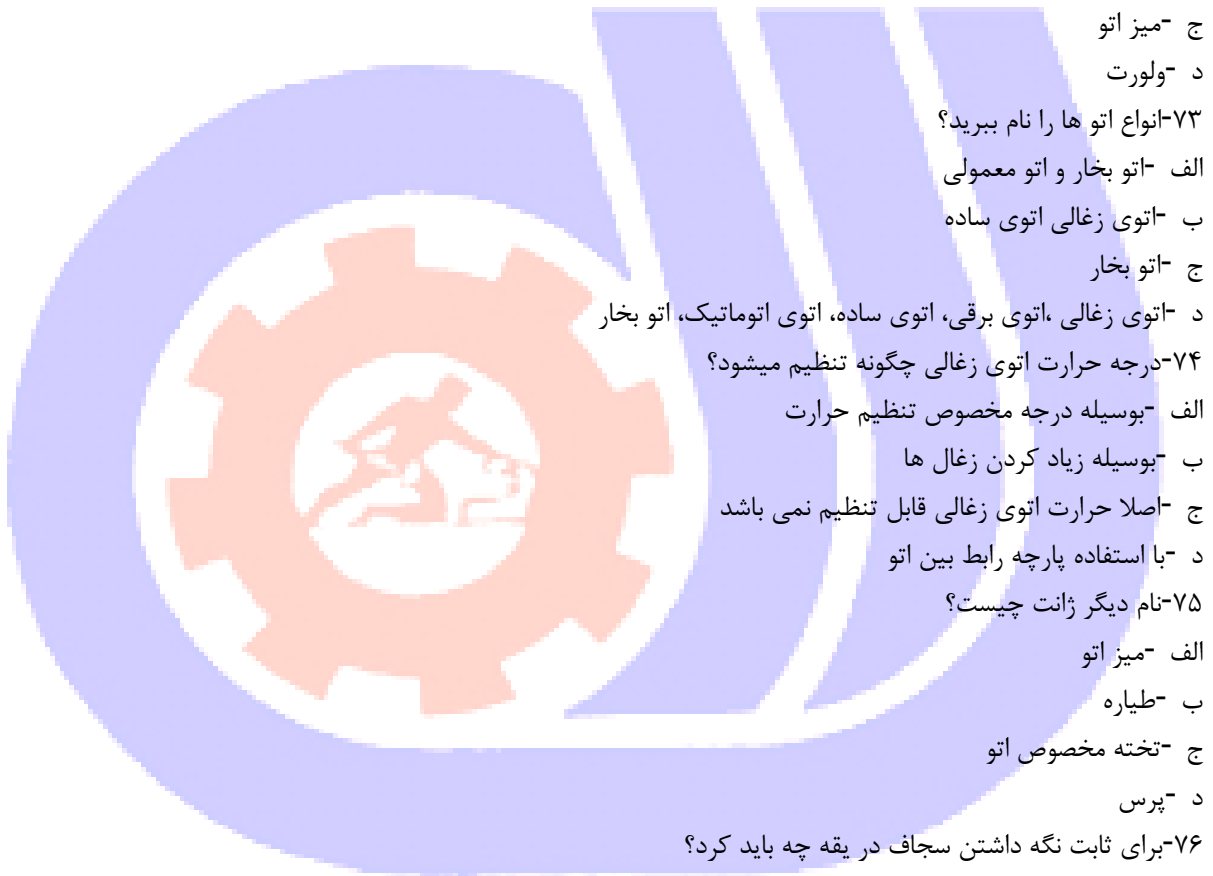 ج -میز اتو
د -ولورت
۷۳-انواع اتو ها را نام ببرید؟
الف -اتو بخار و اتو معمولی
ب -اتوی زغالی اتوی ساده
ج -اتو بخار
د -اتوی زغالی ،اتوی برقی، اتوی ساده، اتوی اتوماتیک، اتو بخار
۷۴-درجه حرارت اتوی زغالی چگونه تنظیم میشود؟
الف -بوسیله درجه مخصوص تنظیم حرارت
ب -بوسیله زیاد کردن زغال ها
ج -اصلا حرارت اتوی زغالی قابل تنظیم نمی باشد
د -با استفاده پارچه رابط بین اتو
۷۵-نام دیگر ژانت چیست؟
الف -میز اتو
ب -طیاره
ج -تخته مخصوص اتو
د -پرس
۷۶-برای ثابت نگه داشتن سجاف در یقه چه باید کرد؟